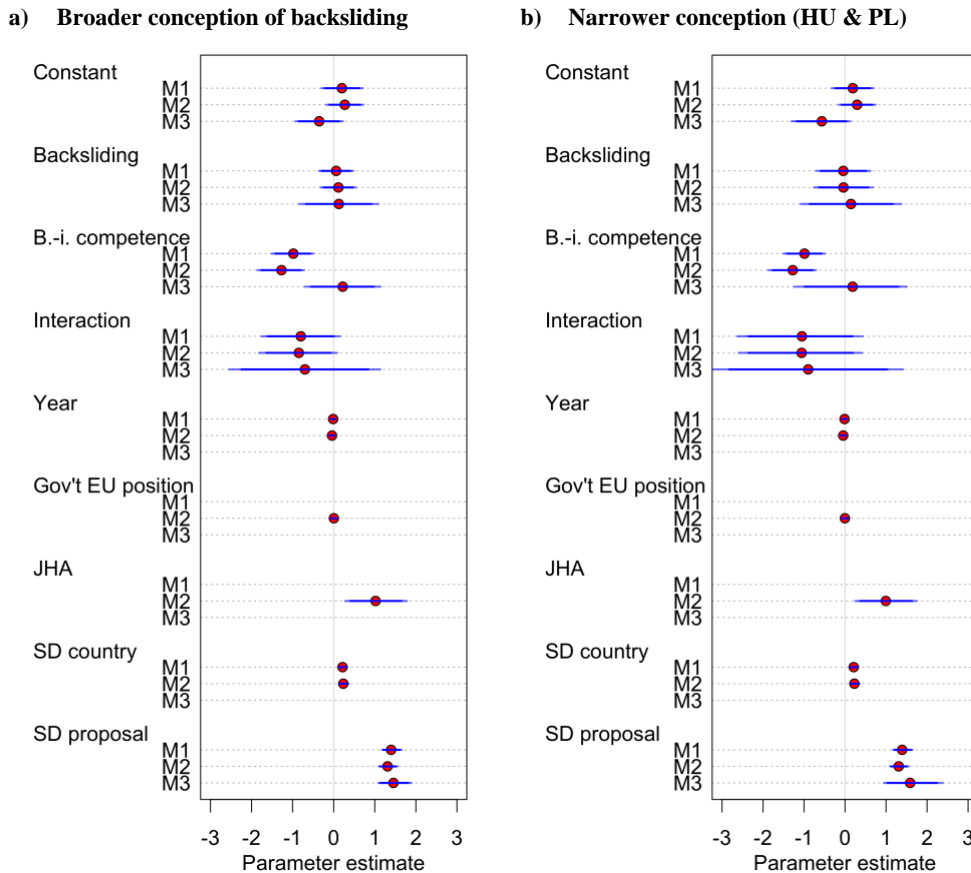 a) Broader conception of backsliding
Constant
M1
M2
M3
Backsliding
M1
M2
M3
B.-i. competence
M1
M2
M3
Interaction
M1
M2
M3
Year
M1
M2
M3
Gov't EU position
M1
M2
M3
JHA
M1
M2
M3
SD country
M1
M2
M3
SD proposal
M1
M2
M3
-3 -2 -1 0 1 2 3
Parameter estimate
b) Narrower conception (HU & PL)
Constant
M1
M2
M3
Backsliding
M1
M2
M3
B.-i. competence
M1
M2
M3
Interaction
M1
M2
M3
Year
M1
M2
M3
Gov't EU position
M1
M2
M3
JHA
M1
M2
M3
SD country
M1
M2
M3
SD proposal
M1
M2
M3
-3 -2 -1 0 1 2 3
Parameter estimate